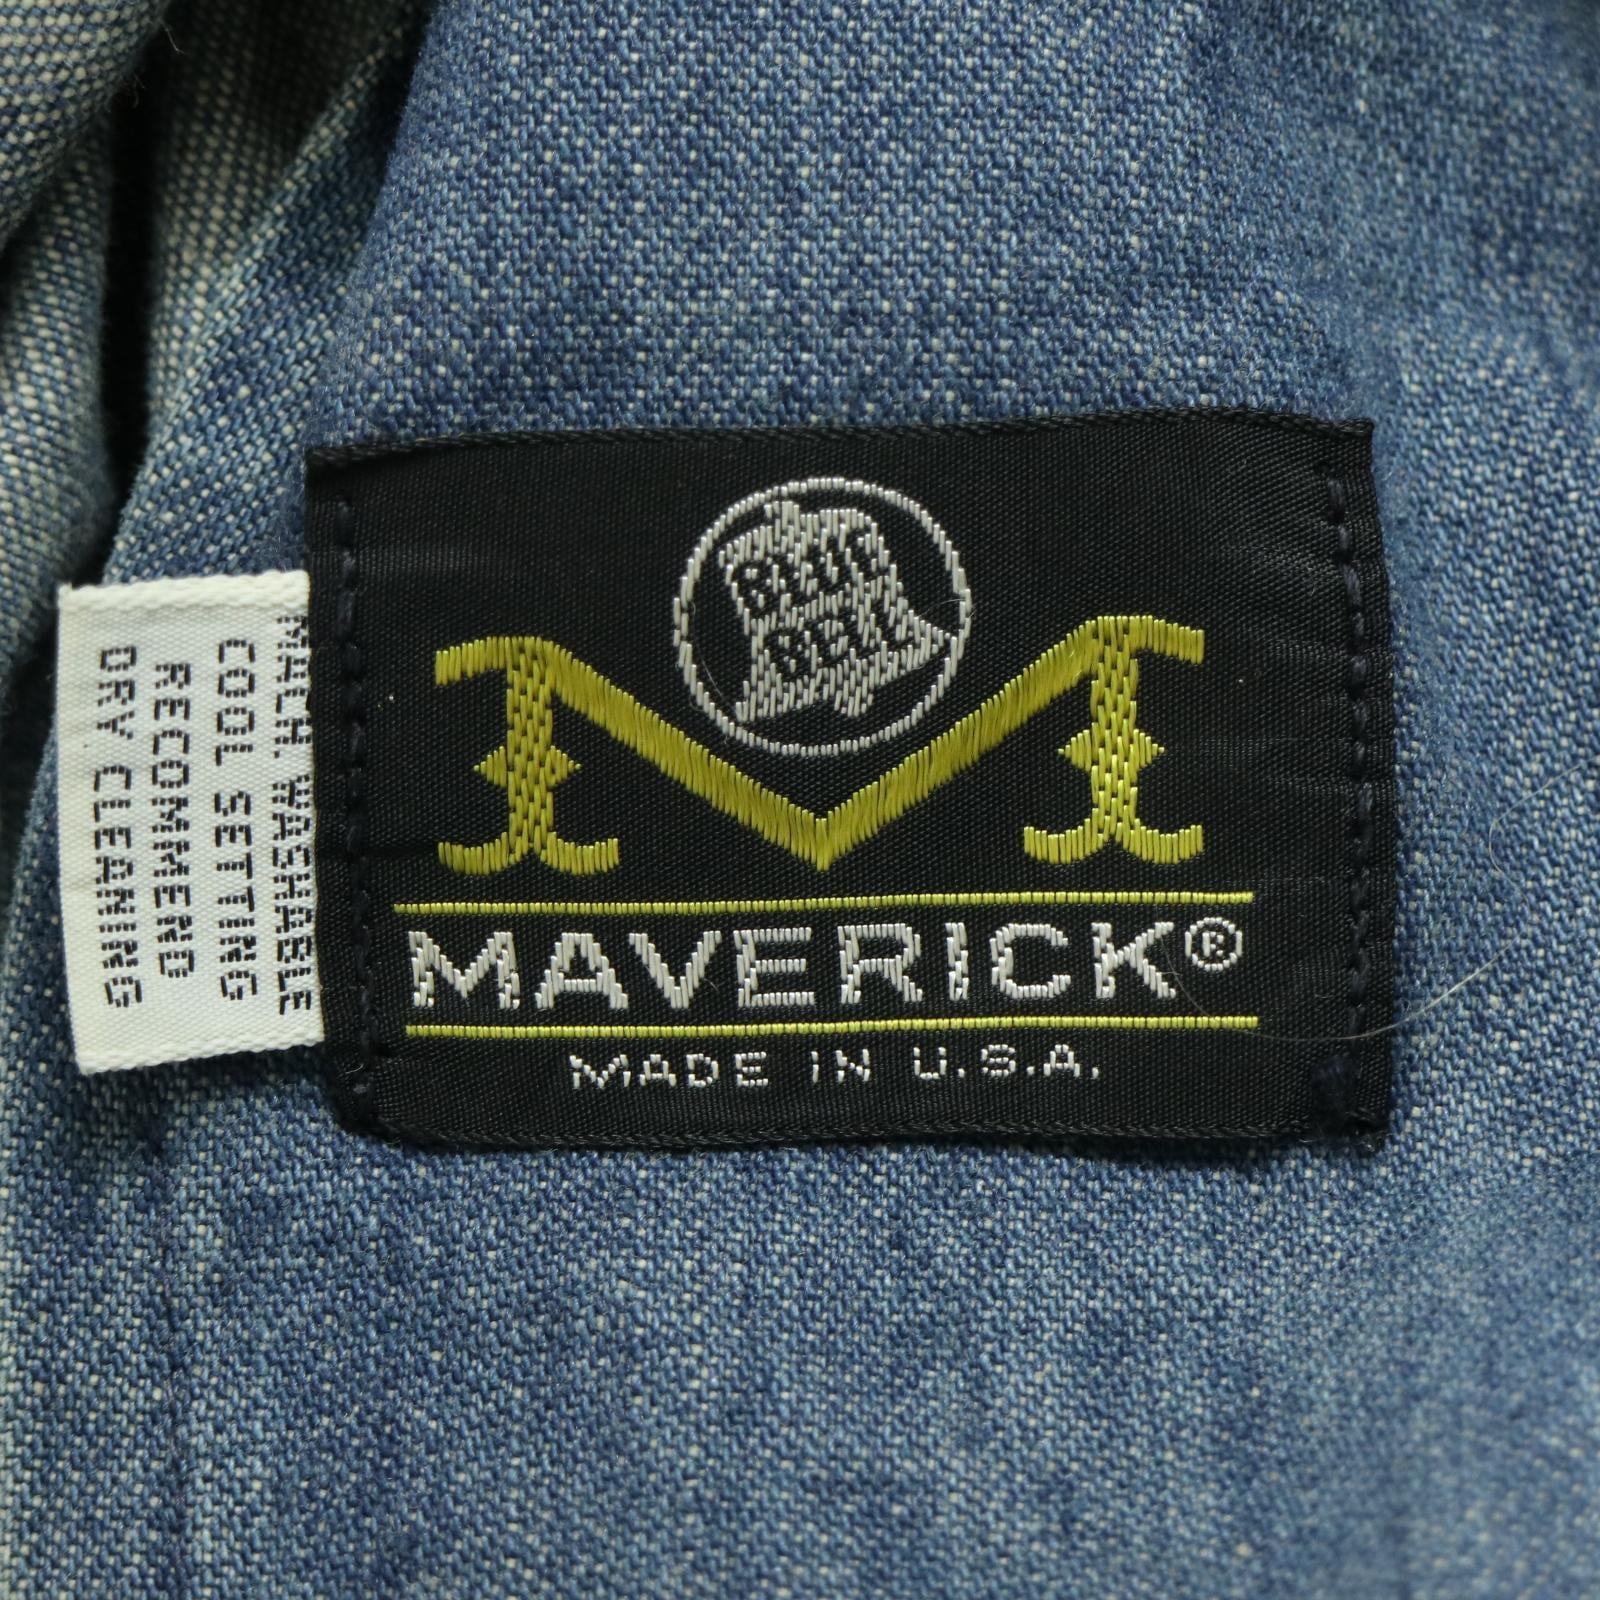 BLUE
BELL
MAVERICK®
MADE IN U.S.A.
MACH. WASHABLE
COOL SETTING
RECOMMEND
DRY CLEANING